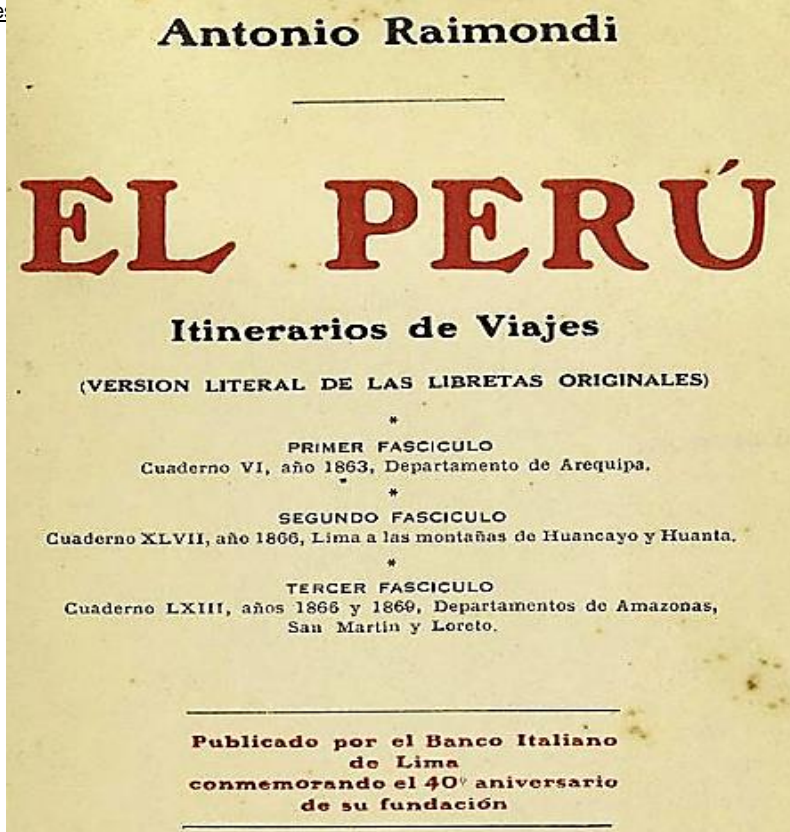 Antonio Raimondi
EL PERÚ
Itinerarios de Viajes
(VERSION LITERAL DE LAS LIBRETAS ORIGINALES)
*
PRIMER FASCICULO
Cuaderno VI, año 1863, Departamento de Arequipa.
*
SEGUNDO FASCICULO
Cuaderno XLVII, año 1866, Lima a las montañas de Huancayo y Huanta.
*
TERCER FASCICULO
Cuaderno LXIII, años 1866 y 1869, Departamentos de Amazonas,
San Martin y Loreto.
Publicado por el Banco Italiano
de Lima
conmemorando el 40º aniversario
de su fundación